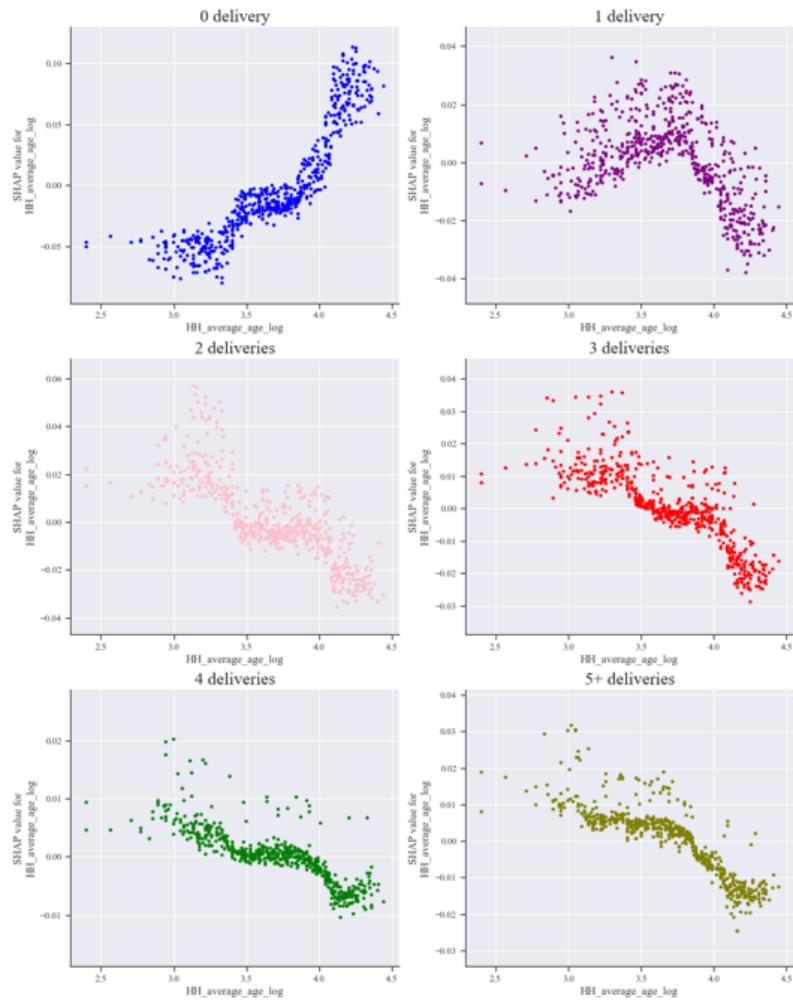 0 delivery
0.10
0.05
0.00
−0.05
SHAP value for
HH_average_age_log
2.5 3.0 3.5 4.0 4.5
HH_average_age_log
1 delivery
0.04
0.02
0.00
−0.02
−0.04
SHAP value for
HH_average_age_log
2.5 3.0 3.5 4.0 4.5
HH_average_age_log
2 deliveries
0.06
0.04
0.02
0.00
−0.02
−0.04
SHAP value for
HH_average_age_log
2.5 3.0 3.5 4.0 4.5
HH_average_age_log
3 deliveries
0.04
0.03
0.02
0.01
0.00
−0.01
−0.02
−0.03
SHAP value for
HH_average_age_log
2.5 3.0 3.5 4.0 4.5
HH_average_age_log
4 deliveries
0.02
0.01
0.00
−0.01
SHAP value for
HH_average_age_log
2.5 3.0 3.5 4.0 4.5
HH_average_age_log
5+ deliveries
0.04
0.03
0.02
0.01
0.00
−0.01
−0.02
−0.03
SHAP value for
HH_average_age_log
2.5 3.0 3.5 4.0 4.5
HH_average_age_log